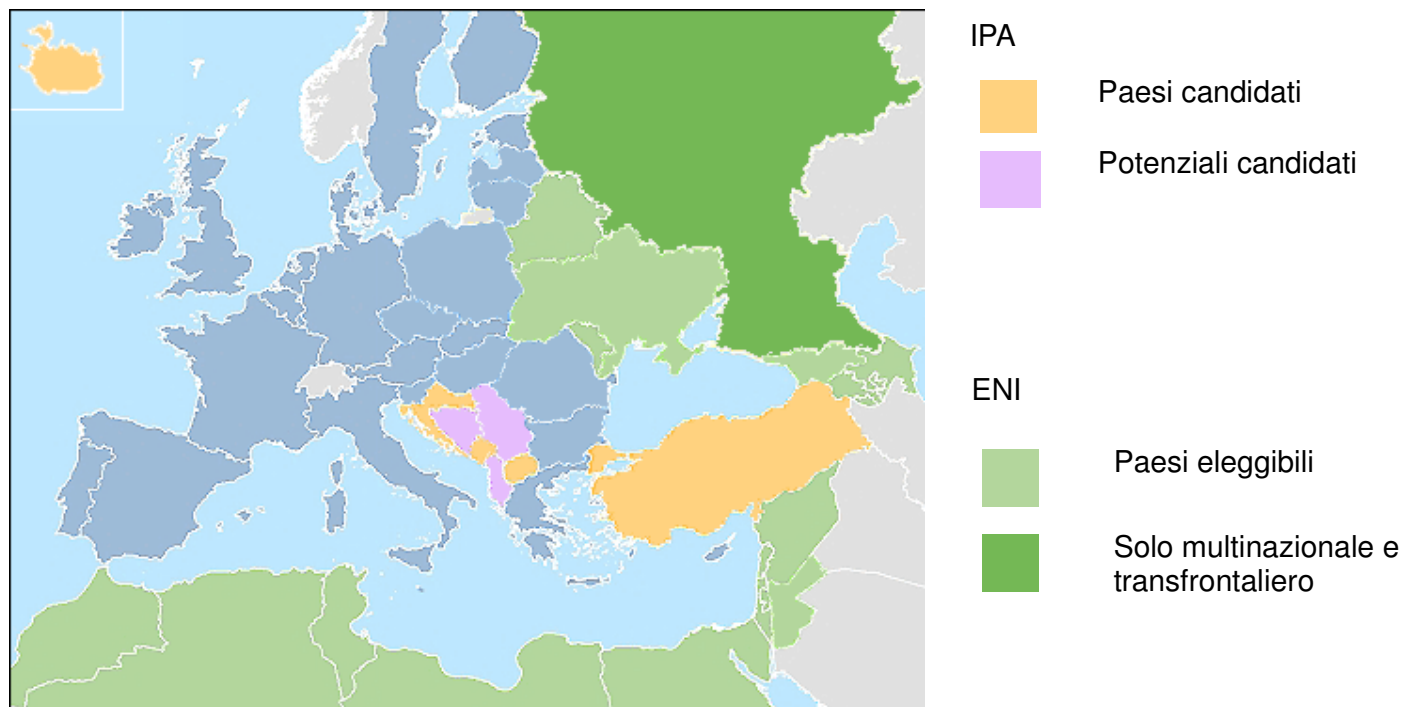 IPA
Paesi candidati
Potenziali candidati
ENI
Paesi eleggibili
Solo multinazionale e
transfrontaliero